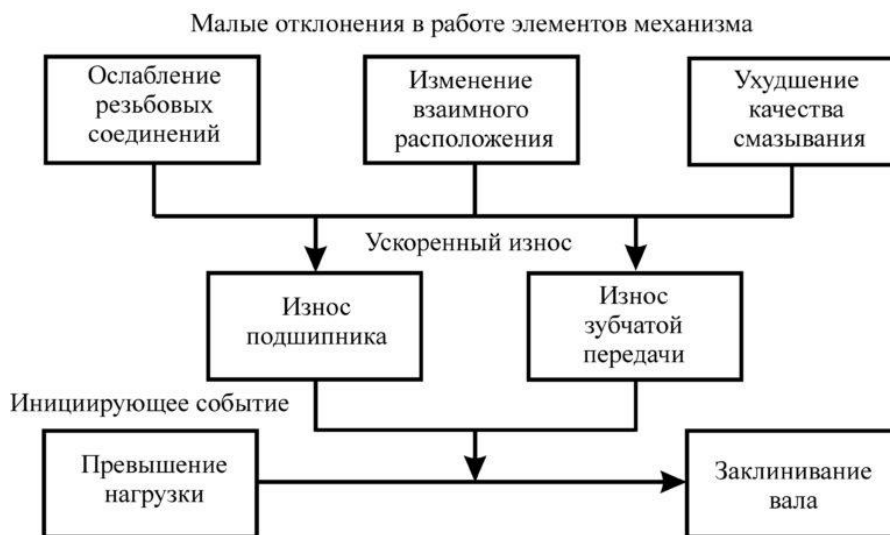 Малые отклонения в работе элементов механизма
Ослабление
резьбовых
соединений
Изменение
взаимного
расположения
Ухудшение
качества
смазывания
Ускоренный износ
Износ
подшипника
Износ
зубчатой
передачи
Инициирующее событие
Превышение
нагрузки
Заклинивание
вала